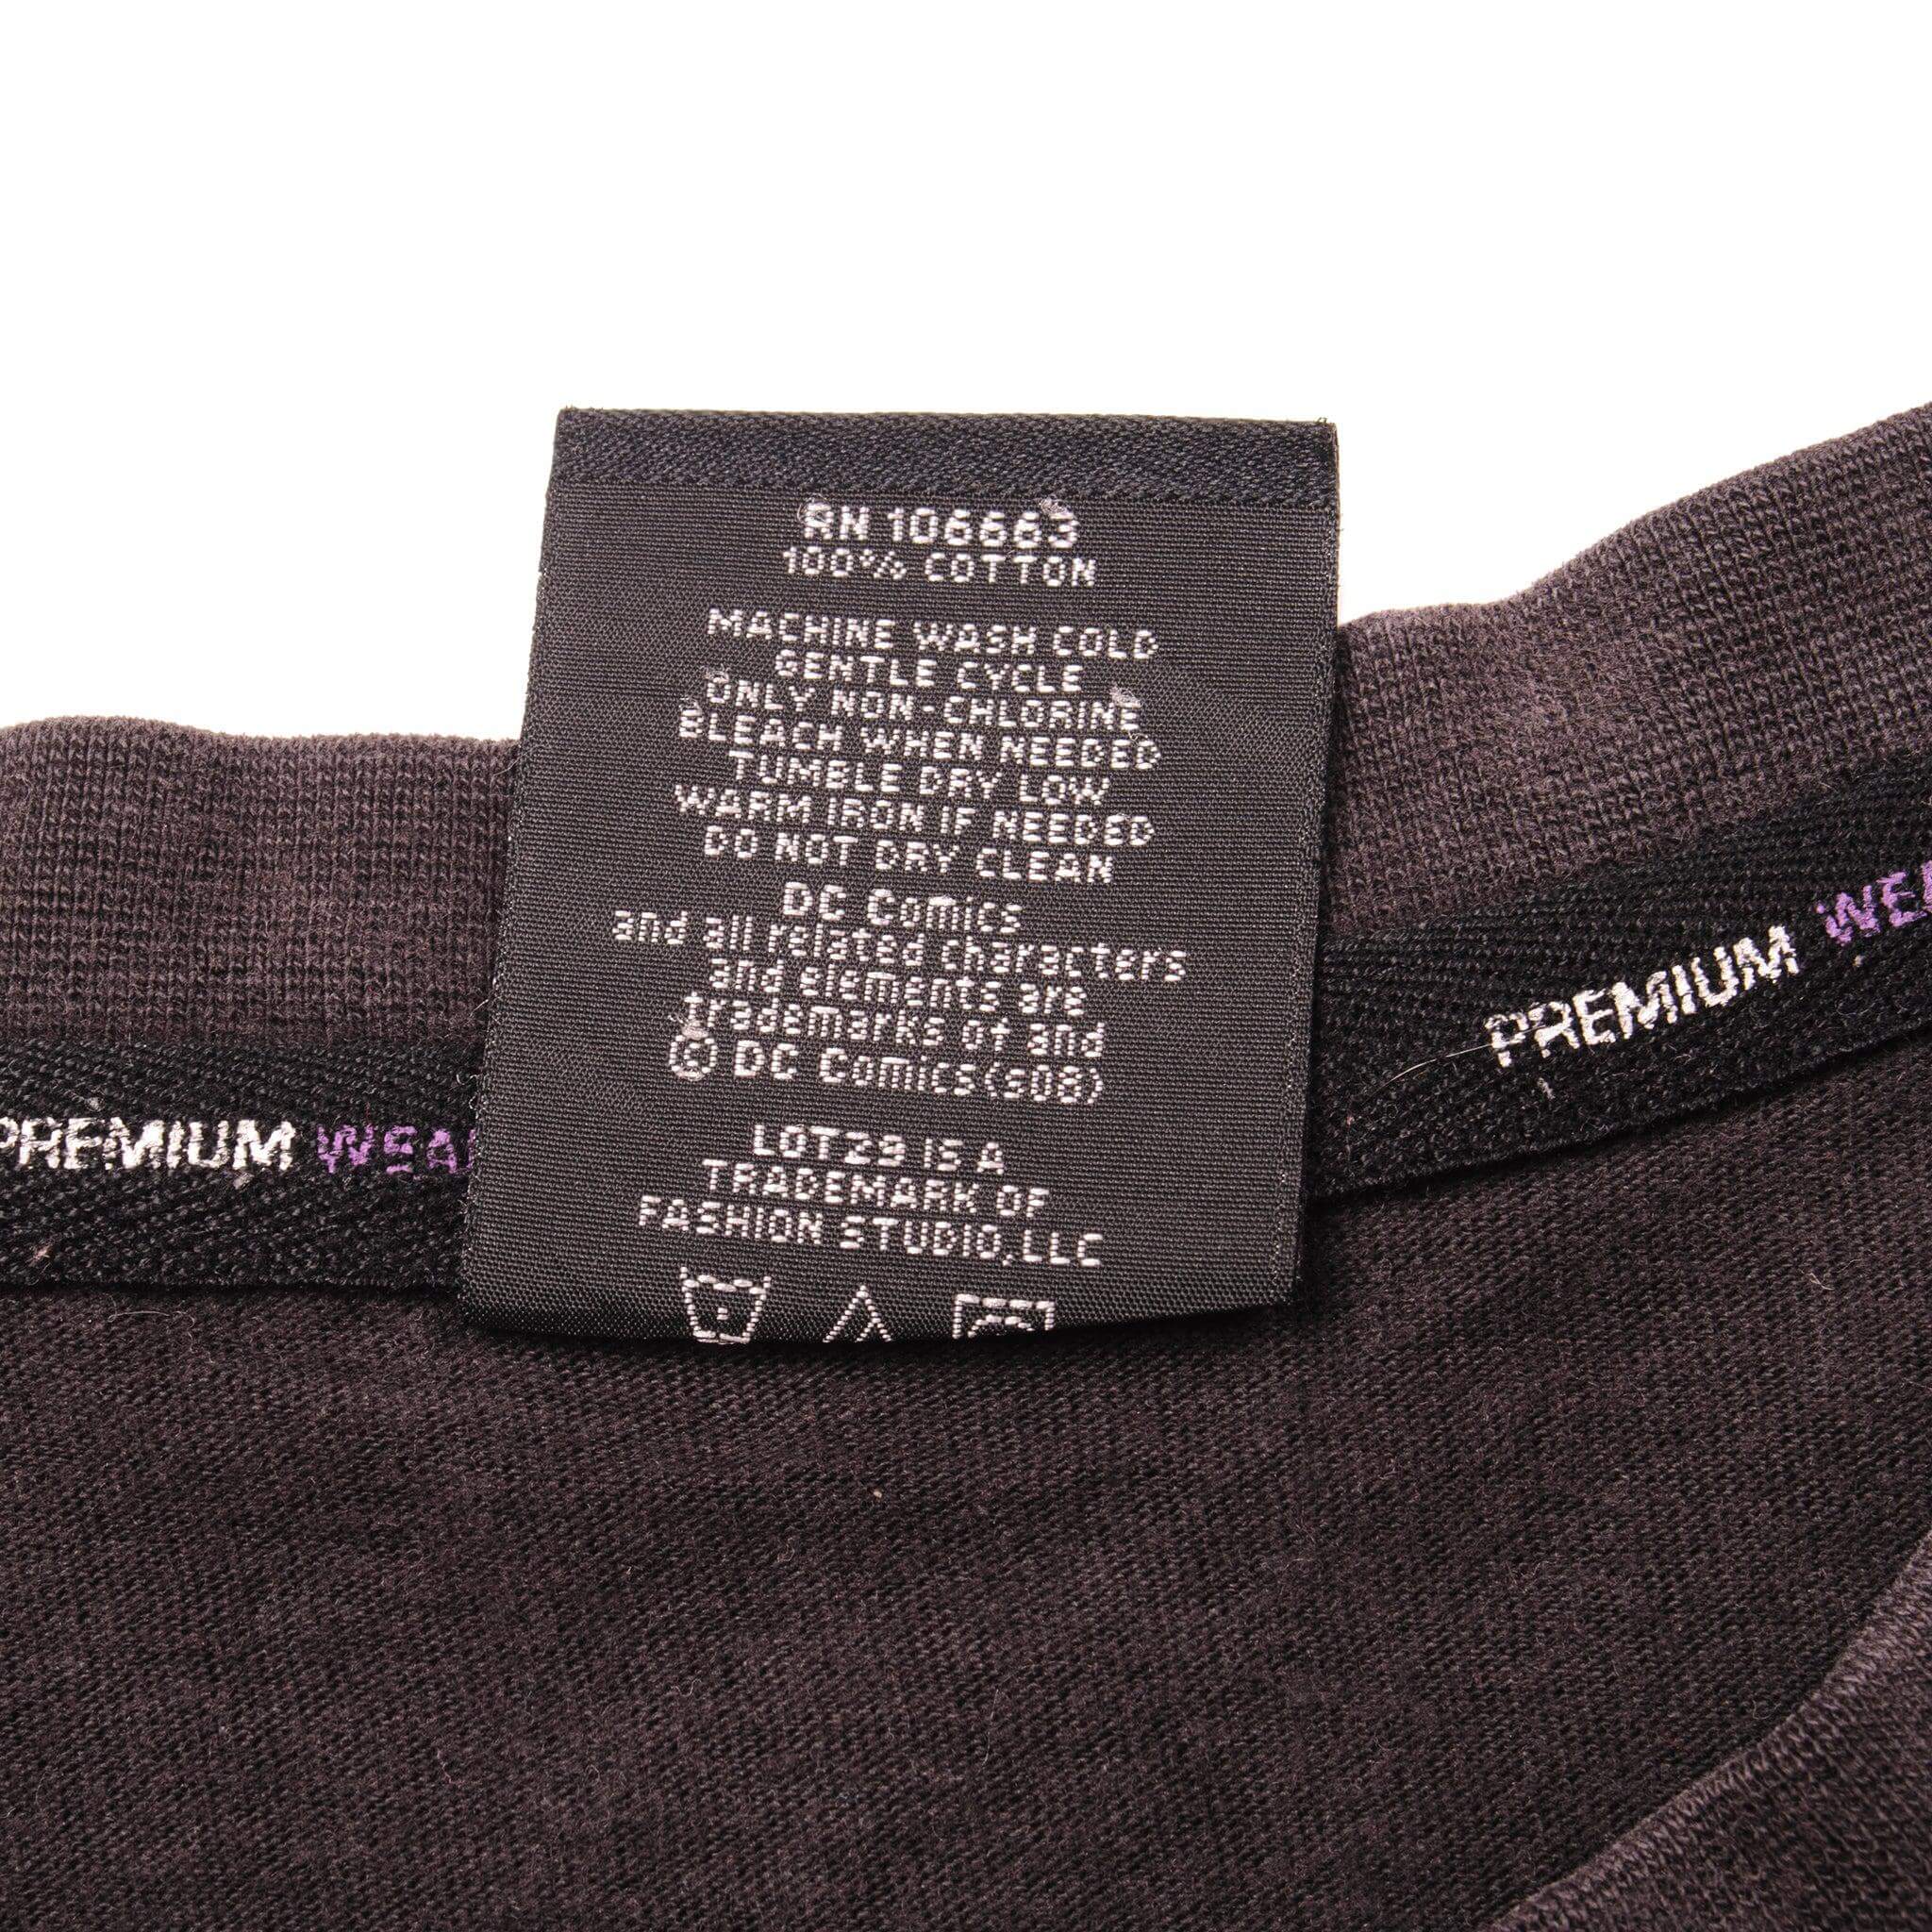 RN 106663
100% COTTON
MACHINE WASH COLD
GENTLE CYCLE
ONLY NON-CHLORINE
BLEACH WHEN NEEDED
TUMBLE DRY LOW
WARM IRON IF NEEDED
DO NOT DRY CLEAN
DC Comics
and all related characters
and elements are
trademarks of and
© DC Comics(s08)
LOT29 IS A
TRADEMARK OF
FASHION STUDIO,LLC
PREMIUM WEA
PREMIUM WEA